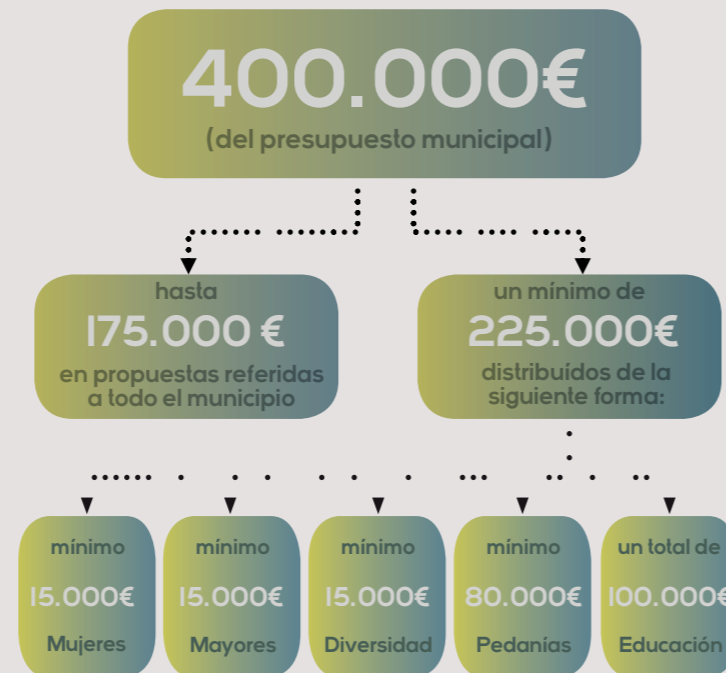 400.000€
(del presupuesto municipal)
hasta
175.000 €
en propuestas referidas
a todo el municipio
un mínimo de
225.000€
distribuídos de la
siguiente forma:
mínimo
15.000€
Mujeres
mínimo
15.000€
Mayores
mínimo
15.000€
Diversidad
mínimo
80.000€
Pedanías
un total de
100.000€
Educación